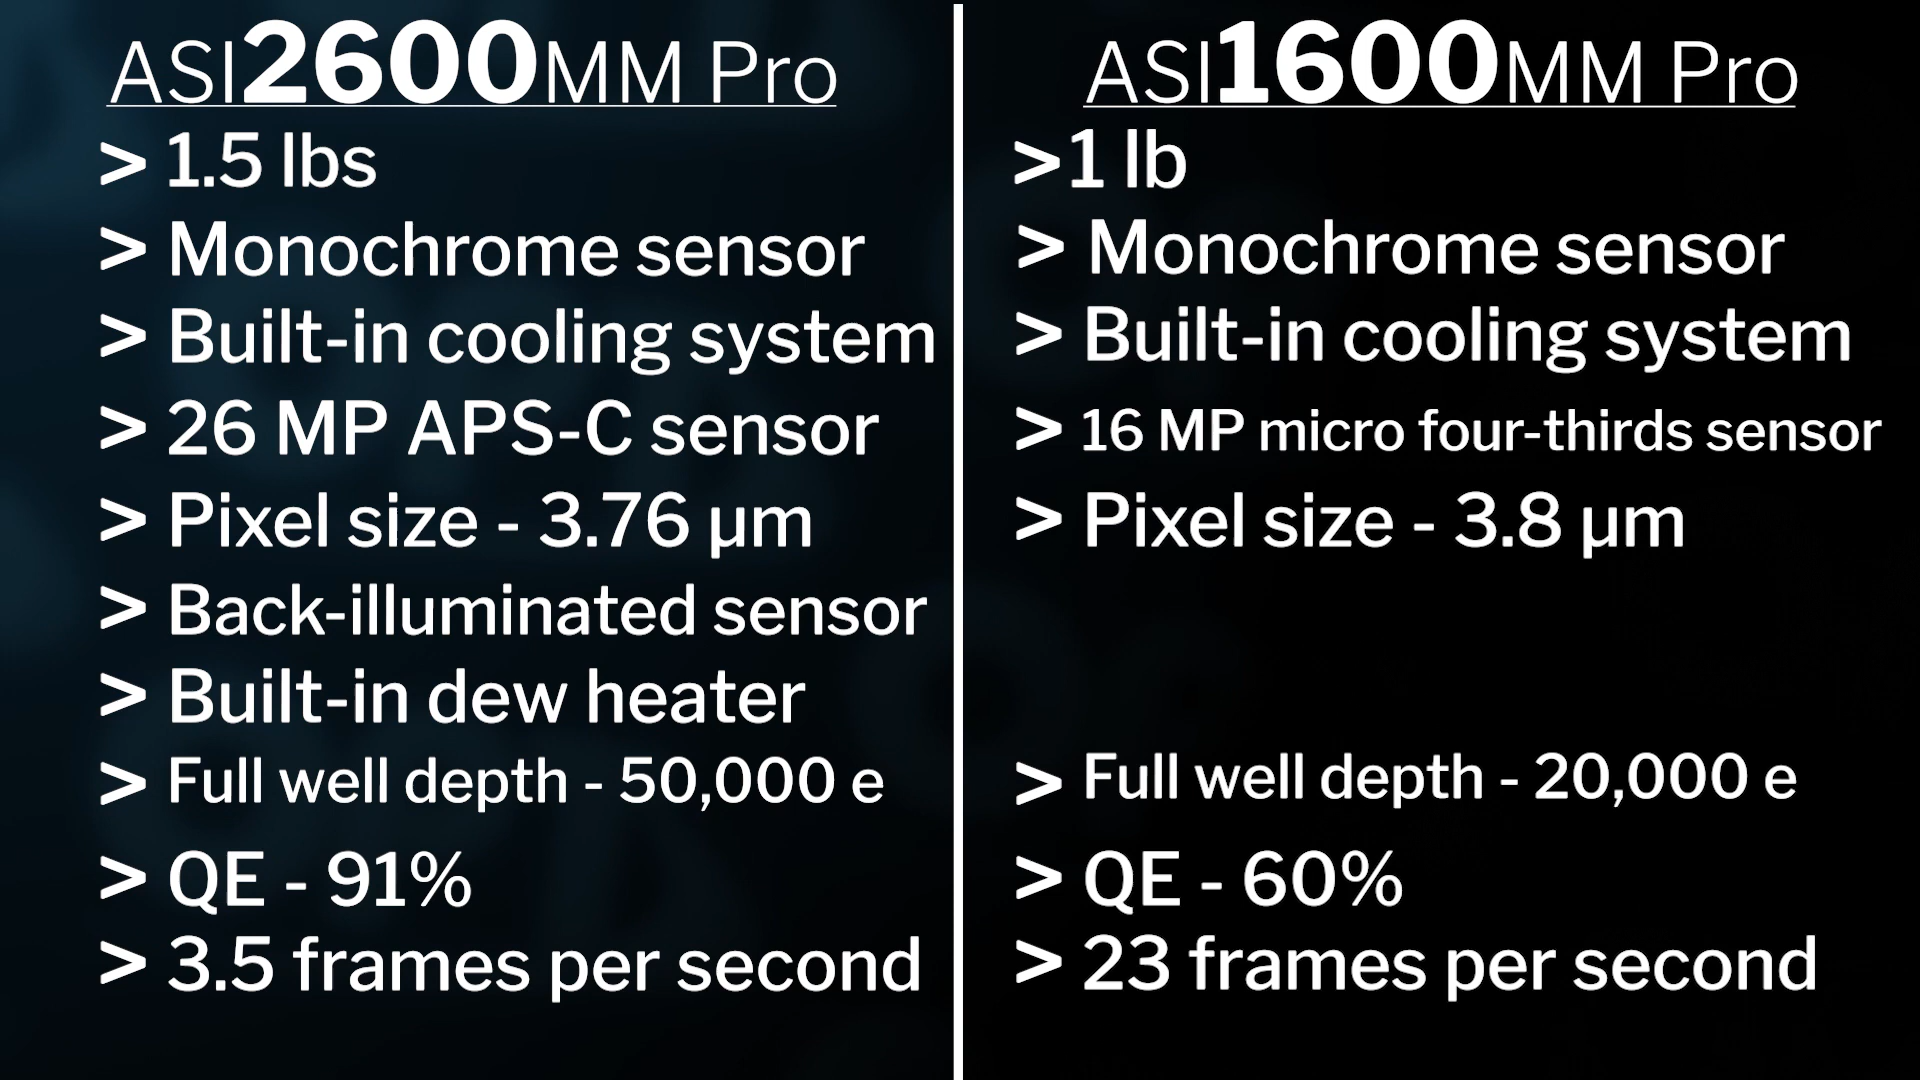 ASI2600MM Pro
> 1.5 lbs
> Monochrome sensor
> Built-in cooling system
> 26 MP APS-C sensor
> Pixel size - 3.76 µm
> Back-illuminated sensor
> Built-in dew heater
> Full well depth - 50,000 e
> QE - 91%
> 3.5 frames per second
ASI1600MM Pro
>1 lb
> Monochrome sensor
> Built-in cooling system
> 16 MP micro four-thirds sensor
> Pixel size - 3.8 µm
> Full well depth - 20,000 e
> QE - 60%
> 23 frames per second